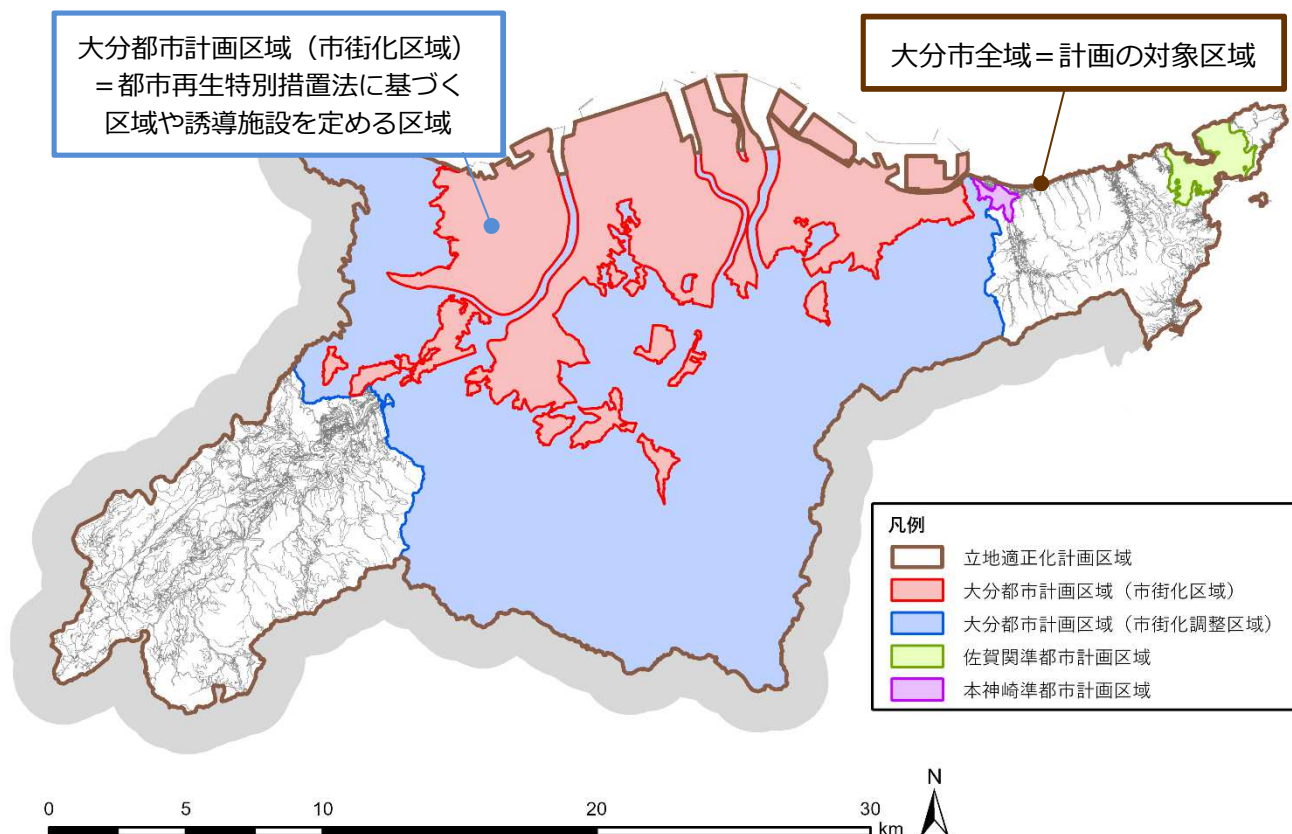 大分都市計画区域（市街化区域）
＝都市再生特別措置法に基づく
区域や誘導施設を定める区域
大分市全域＝計画の対象区域
凡例
立地適正化計画区域
大分都市計画区域（市街化区域）
大分都市計画区域（市街化調整区域）
佐賀関準都市計画区域
本神崎準都市計画区域
N
0 5 10 20 30
km